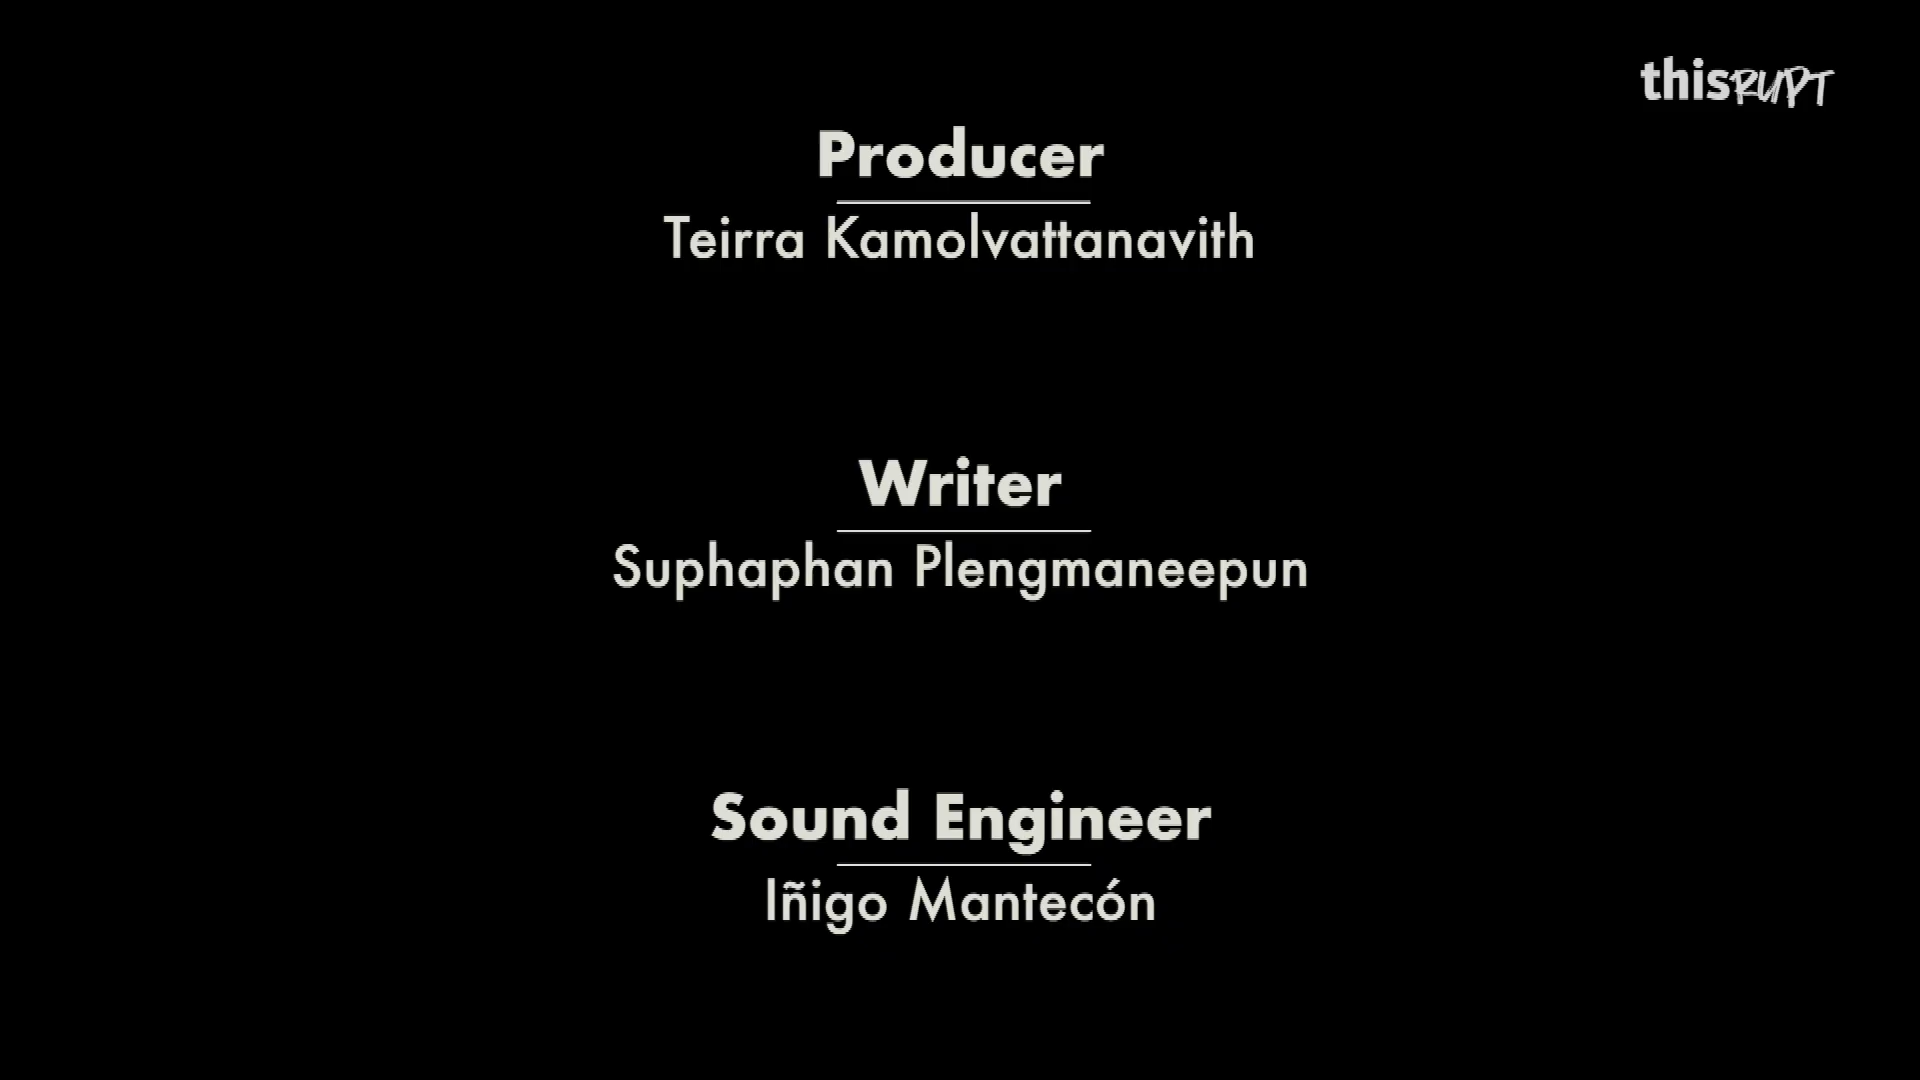 thisRUPT
Producer
Teirra Kamolvattanavith
Writer
Suphaphan Plengmaneepun
Sound Engineer
Iñigo Mantecón